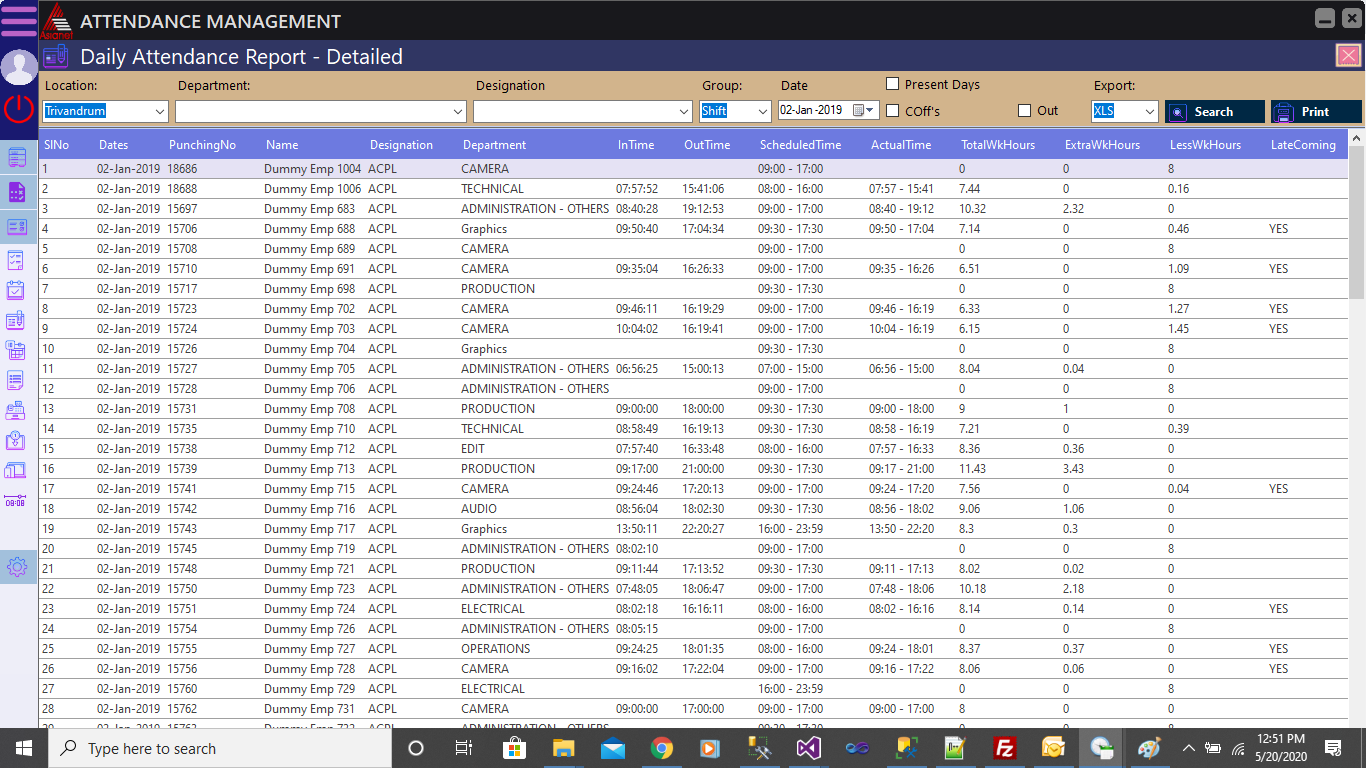 ATTENDANCE MANAGEMENT
Asianet
Daily Attendance Report - Detailed
Location: Department: Designation Group: Date Present Days Export:
Trivandrum Shift 02-Jan -2019 COff's Out XLS Search Print
SlNo Dates PunchingNo Name Designation Department InTime OutTime ScheduledTime ActualTime TotalWkHours ExtraWkHours LessWkHours LateComing
1 02-Jan-2019 18686 Dummy Emp 1004 ACPL CAMERA 09:00 - 17:00 0 0 8
2 02-Jan-2019 18688 Dummy Emp 1006 ACPL TECHNICAL 07:57:52 15:41:06 08:00 - 16:00 07:57 - 15:41 7.44 0 0.16
3 02-Jan-2019 15697 Dummy Emp 683 ACPL ADMINISTRATION - OTHERS 08:40:28 19:12:53 09:00 - 17:00 08:40 - 19:12 10.32 2.32 0
4 02-Jan-2019 15706 Dummy Emp 688 ACPL Graphics 09:50:40 17:04:34 09:30 - 17:30 09:50 - 17:04 7.14 0 0.46 YES
5 02-Jan-2019 15708 Dummy Emp 689 ACPL CAMERA 09:00 - 17:00 0 0 8
6 02-Jan-2019 15710 Dummy Emp 691 ACPL CAMERA 09:35:04 16:26:33 09:00 - 17:00 09:35 - 16:26 6.51 0 1.09 YES
7 02-Jan-2019 15717 Dummy Emp 698 ACPL PRODUCTION 09:30 - 17:30 0 0 8
8 02-Jan-2019 15723 Dummy Emp 702 ACPL CAMERA 09:46:11 16:19:29 09:00 - 17:00 09:46 - 16:19 6.33 0 1.27 YES
9 02-Jan-2019 15724 Dummy Emp 703 ACPL CAMERA 10:04:02 16:19:41 09:00 - 17:00 10:04 - 16:19 6.15 0 1.45 YES
10 02-Jan-2019 15726 Dummy Emp 704 ACPL Graphics 09:30 - 17:30 0 0 8
11 02-Jan-2019 15727 Dummy Emp 705 ACPL ADMINISTRATION - OTHERS 06:56:25 15:00:13 07:00 - 15:00 06:56 - 15:00 8.04 0.04 0
12 02-Jan-2019 15728 Dummy Emp 706 ACPL ADMINISTRATION - OTHERS 09:00 - 17:00 0 0 8
13 02-Jan-2019 15731 Dummy Emp 708 ACPL PRODUCTION 09:00:00 18:00:00 09:30 - 17:30 09:00 - 18:00 9 1 0
14 02-Jan-2019 15735 Dummy Emp 710 ACPL TECHNICAL 08:58:49 16:19:13 09:00 - 17:00 08:58 - 16:19 7.21 0 0.39
15 02-Jan-2019 15738 Dummy Emp 712 ACPL EDIT 07:57:40 16:33:48 08:00 - 16:00 07:57 - 16:33 8.36 0.36 0
16 02-Jan-2019 15739 Dummy Emp 713 ACPL PRODUCTION 09:17:00 21:00:00 09:30 - 17:30 09:17 - 21:00 11.43 3.43 0
17 02-Jan-2019 15741 Dummy Emp 715 ACPL CAMERA 09:24:46 17:20:13 09:00 - 17:00 09:24 - 17:20 7.56 0 0.04 YES
18 02-Jan-2019 15742 Dummy Emp 716 ACPL AUDIO 08:56:04 18:02:30 09:30 - 17:30 08:56 - 18:02 9.06 1.06 0
19 02-Jan-2019 15743 Dummy Emp 717 ACPL Graphics 13:50:11 22:20:27 16:00 - 23:59 13:50 - 22:20 8.3 0.3 0
20 02-Jan-2019 15745 Dummy Emp 719 ACPL ADMINISTRATION - OTHERS 08:02:10 09:00 - 17:00 0 0 8
21 02-Jan-2019 15748 Dummy Emp 721 ACPL PRODUCTION 09:11:44 17:13:52 09:30 - 17:30 09:11 - 17:13 8.02 0.02 0
22 02-Jan-2019 15750 Dummy Emp 723 ACPL ADMINISTRATION - OTHERS 07:48:05 18:06:47 09:00 - 17:00 07:48 - 18:06 10.18 2.18 0
23 02-Jan-2019 15751 Dummy Emp 724 ACPL ELECTRICAL 08:02:18 16:16:11 08:00 - 16:00 08:02 - 16:16 8.14 0.14 0 YES
24 02-Jan-2019 15754 Dummy Emp 726 ACPL ADMINISTRATION - OTHERS 08:05:15 09:00 - 17:00 0 0 8
25 02-Jan-2019 15755 Dummy Emp 727 ACPL OPERATIONS 09:24:25 18:01:35 08:00 - 16:00 09:24 - 18:01 8.37 0.37 0 YES
26 02-Jan-2019 15756 Dummy Emp 728 ACPL CAMERA 09:16:02 17:22:04 09:00 - 17:00 09:16 - 17:22 8.06 0.06 0 YES
27 02-Jan-2019 15760 Dummy Emp 729 ACPL ELECTRICAL 16:00 - 23:59 0 0 8
28 02-Jan-2019 15762 Dummy Emp 731 ACPL CAMERA 09:00:00 17:00:00 09:00 - 17:00 09:00 - 17:00 8 0 0
Type here to search
12:51 PM
5/20/2020